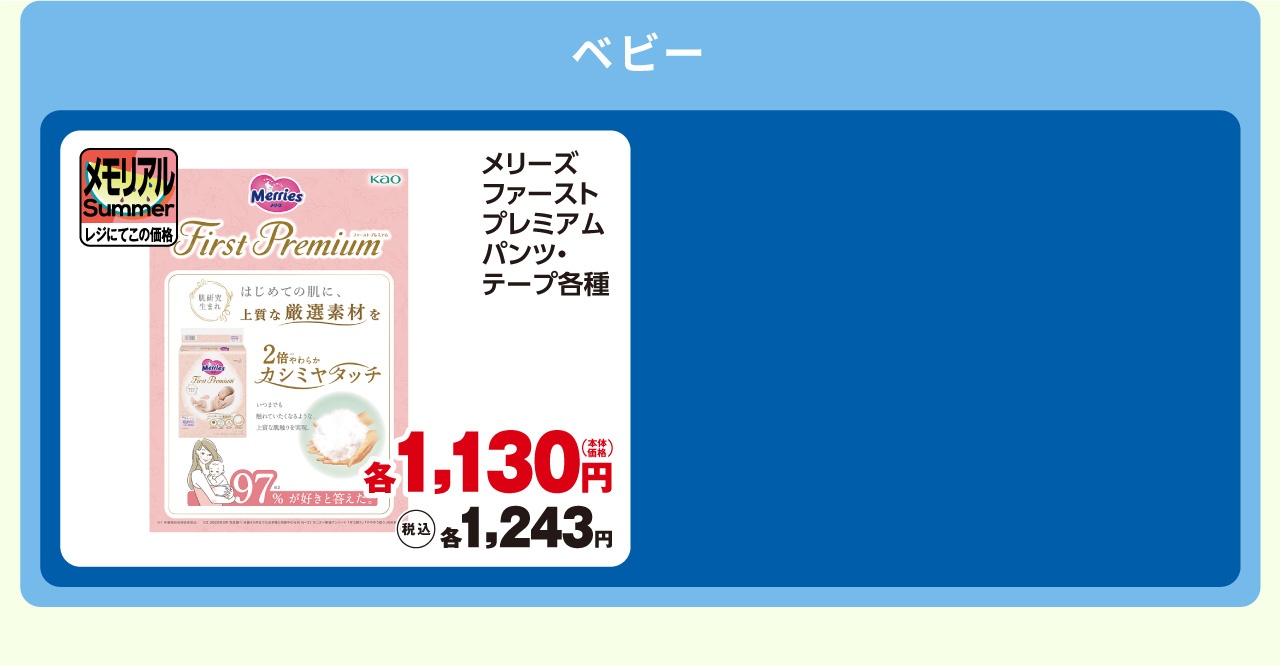 ベビー
メモリアル
Summer
レジにてこの価格
メリーズ
ファースト
プレミアム
パンツ・
テープ各種
Kao
Merries
メリーズ
ファースト プレミアム
First Premium
肌研究
生まれ
はじめての肌に、
上質な厳選素材を
2倍やわらか
カシミヤタッチ
Merries
First Premium
いつまでも
触れていたくなるような、
上質な肌触りを実現。
97% が好きと答えた。
各1,130円
(本体価格)
税込 各1,243円